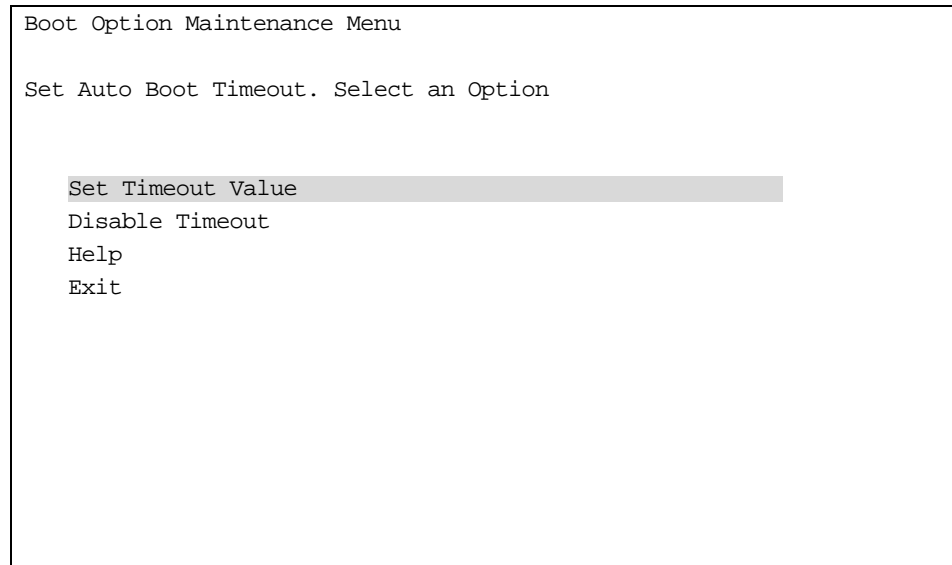 Boot Option Maintenance Menu
Set Auto Boot Timeout. Select an Option
Set Timeout Value
Disable Timeout
Help
Exit